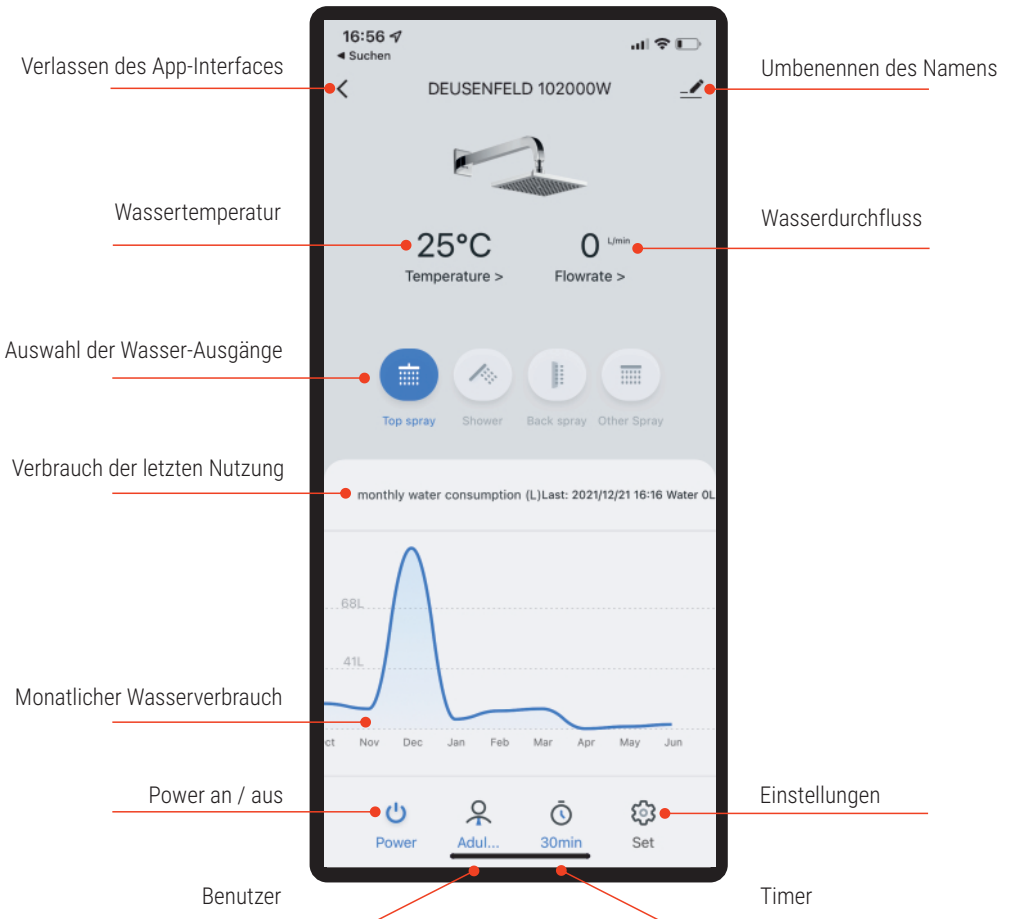 16:56
◂ Suchen
Verlassen des App-Interfaces
DEUSENFELD 102000W
Umbenennen des Namens
Wassertemperatur
Wasserdurchfluss
25°C
0 L/min
Temperature >
Flowrate >
Auswahl der Wasser-Ausgänge
Top spray
Shower
Back spray
Other Spray
Verbrauch der letzten Nutzung
monthly water consumption (L)Last: 2021/12/21 16:16 Water 0L
68L
41L
Monatlicher Wasserverbrauch
ct Nov Dec Jan Feb Mar Apr May Jun
Power an / aus
Einstellungen
Power
Adul...
30min
Set
Benutzer
Timer